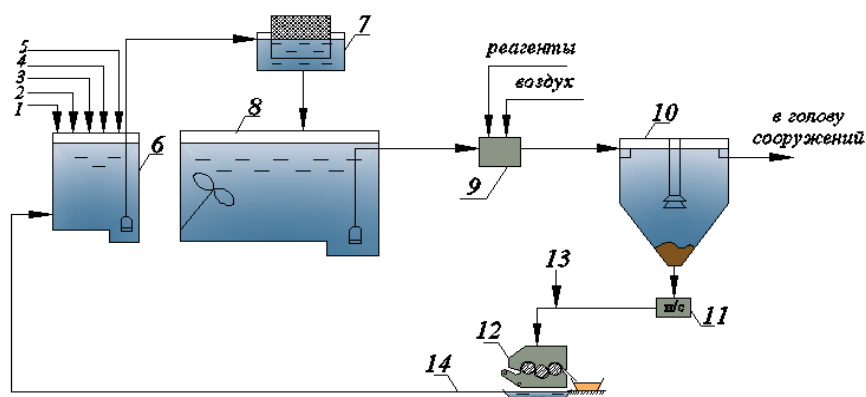 7
5
4
3
2
1
6
8
реагенты
воздух
9
10
в голову
сооружений
13
н/с
11
12
14